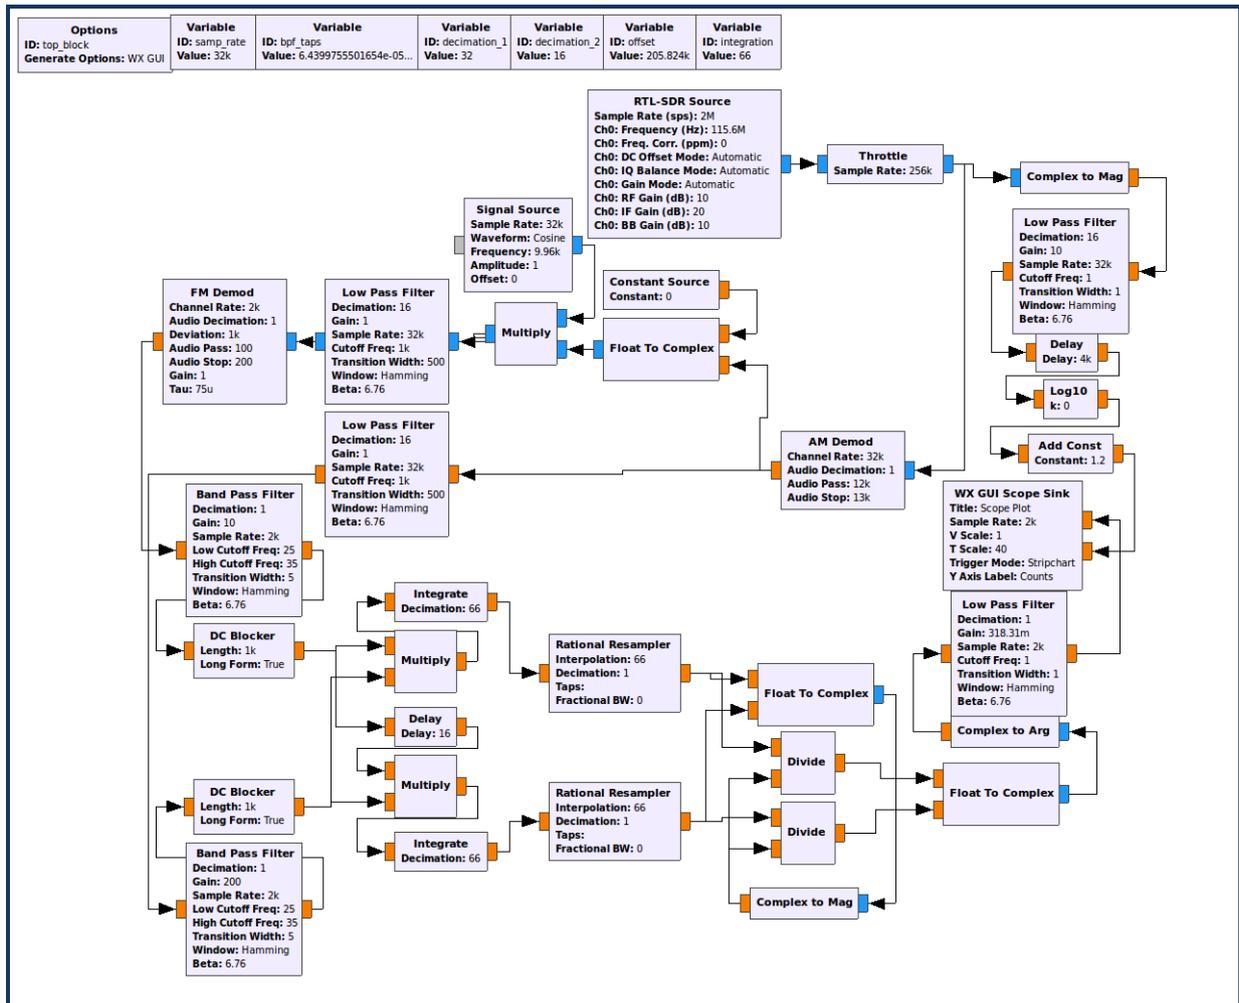 Options
ID: top_block
Generate Options: WX GUI
Variable
ID: samp_rate
Value: 32k
Variable
ID: bpf_taps
Value: 6.4399755501654e-05...
Variable
ID: decimation_1
Value: 32
Variable
ID: decimation_2
Value: 16
Variable
ID: offset
Value: 205.824k
Variable
ID: integration
Value: 66
RTL-SDR Source
Sample Rate (sps): 2M
Ch0: Frequency (Hz): 115.6M
Ch0: Freq. Corr. (ppm): 0
Ch0: DC Offset Mode: Automatic
Ch0: IQ Balance Mode: Automatic
Ch0: Gain Mode: Automatic
Ch0: RF Gain (dB): 10
Ch0: IF Gain (dB): 20
Ch0: BB Gain (dB): 10
Throttle
Sample Rate: 256k
Complex to Mag
Signal Source
Sample Rate: 32k
Waveform: Cosine
Frequency: 9.96k
Amplitude: 1
Offset: 0
Low Pass Filter
Decimation: 16
Gain: 10
Sample Rate: 32k
Cutoff Freq: 1
Transition Width: 1
Window: Hamming
Beta: 6.76
FM Demod
Channel Rate: 2k
Audio Decimation: 1
Deviation: 1k
Audio Pass: 100
Audio Stop: 200
Gain: 1
Tau: 75u
Low Pass Filter
Decimation: 16
Gain: 1
Sample Rate: 32k
Cutoff Freq: 1k
Transition Width: 500
Window: Hamming
Beta: 6.76
Multiply
Constant Source
Constant: 0
Float To Complex
Delay
Delay: 4k
Log10
k: 0
Add Const
Constant: 1.2
Low Pass Filter
Decimation: 16
Gain: 1
Sample Rate: 32k
Cutoff Freq: 1k
Transition Width: 500
Window: Hamming
Beta: 6.76
AM Demod
Channel Rate: 32k
Audio Decimation: 1
Audio Pass: 12k
Audio Stop: 13k
WX GUI Scope Sink
Title: Scope Plot
Sample Rate: 2k
V Scale: 1
T Scale: 40
Trigger Mode: Stripchart
Y Axis Label: Counts
Band Pass Filter
Decimation: 1
Gain: 10
Sample Rate: 2k
Low Cutoff Freq: 25
High Cutoff Freq: 35
Transition Width: 5
Window: Hamming
Beta: 6.76
Integrate
Decimation: 66
Low Pass Filter
Decimation: 1
Gain: 318.31m
Sample Rate: 2k
Cutoff Freq: 1
Transition Width: 1
Window: Hamming
Beta: 6.76
DC Blocker
Length: 1k
Long Form: True
Multiply
Rational Resampler
Interpolation: 66
Decimation: 1
Taps:
Fractional BW: 0
Float To Complex
Delay
Delay: 16
Complex to Arg
Divide
Multiply
Float To Complex
DC Blocker
Length: 1k
Long Form: True
Rational Resampler
Interpolation: 66
Decimation: 1
Taps:
Fractional BW: 0
Divide
Integrate
Decimation: 66
Band Pass Filter
Decimation: 1
Gain: 200
Sample Rate: 2k
Low Cutoff Freq: 25
High Cutoff Freq: 35
Transition Width: 5
Window: Hamming
Beta: 6.76
Complex to Mag